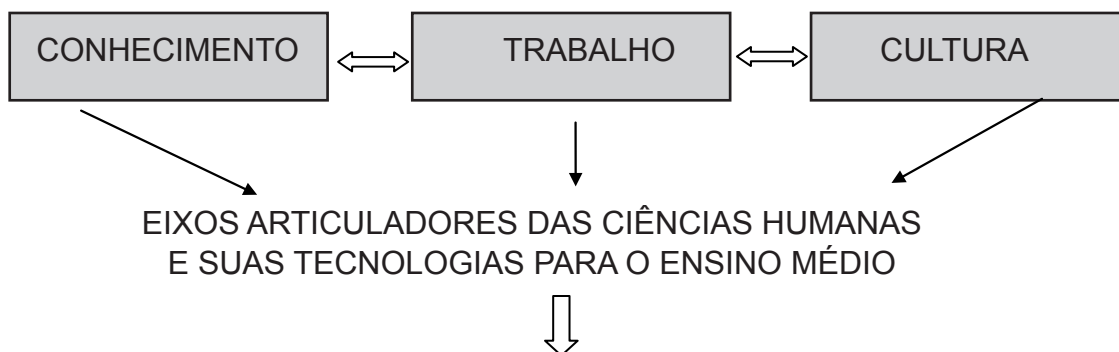 CONHECIMENTO
TRABALHO
CULTURA
EIXOS ARTICULADORES DAS CIÊNCIAS HUMANAS
E SUAS TECNOLOGIAS PARA O ENSINO MÉDIO